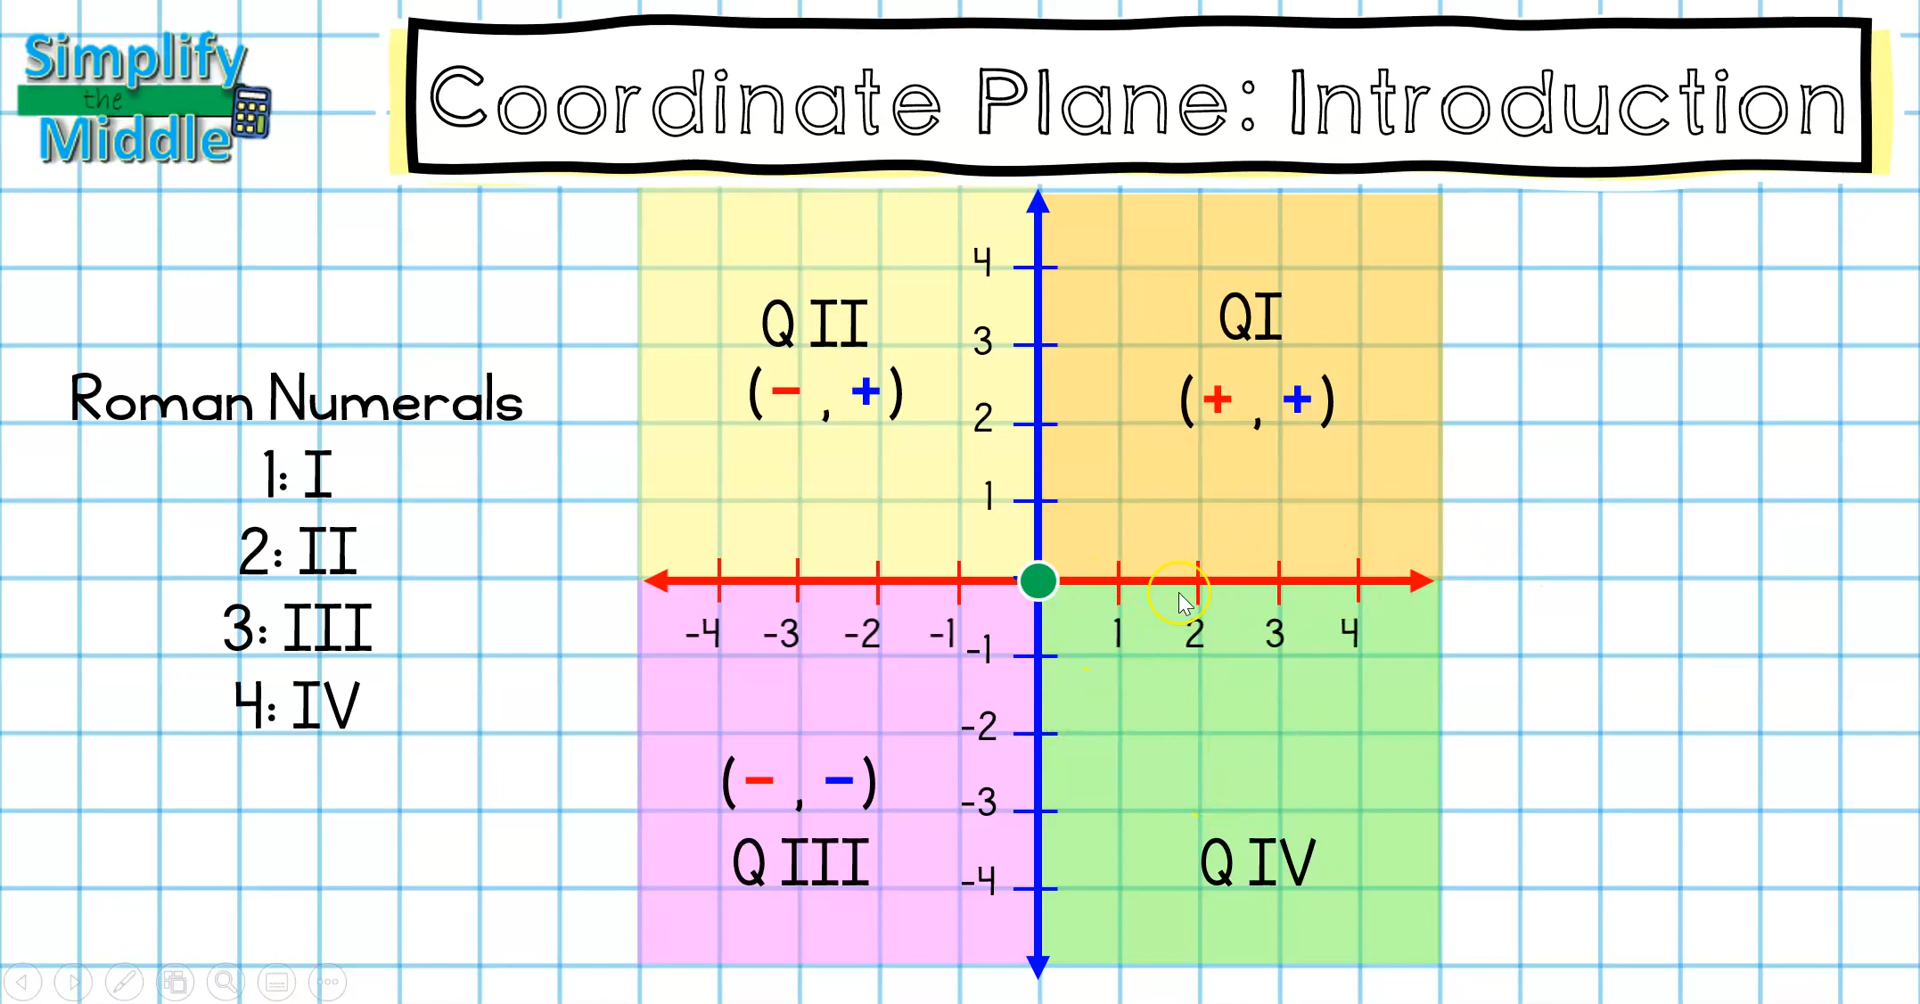 Simplify
the
Middle
Coordinate Plane: Introduction
Roman Numerals
1: I
2: II
3: III
4: IV
Q II
(- , +)
QI
(+ , +)
4
3
2
1
-4 -3 -2 -1 1 2 3 4
-1
-2
-3
-4
(- , -)
Q III
Q IV